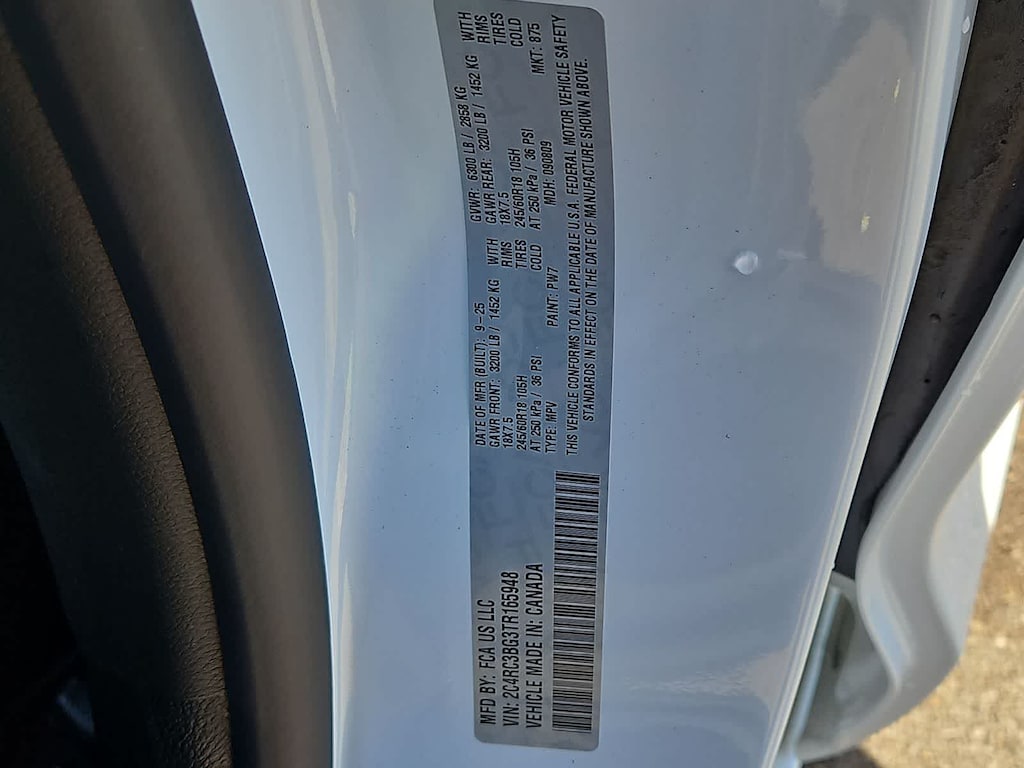 MFD BY: FCA US LLC
VIN: 2C4RC3BG3TR165948
VEHICLE MADE IN: CANADA
DATE OF MFR (BUILT): 9-25 GVWR: 6300 LB / 2858 KG
GAWR FRONT: 3200 LB / 1452 KG WITH GAWR REAR: 3200 LB / 1452 KG WITH
18X7.5 RIMS 18X7.5 RIMS
245/60R18 105H TIRES 245/60R18 105H TIRES
AT 250 kPa / 36 PSI COLD AT 250 kPa / 36 PSI COLD
TYPE: MPV PAINT: PW7 MDH: 090809 MKT: 875
THIS VEHICLE CONFORMS TO ALL APPLICABLE U.S.A. FEDERAL MOTOR VEHICLE SAFETY
STANDARDS IN EFFECT ON THE DATE OF MANUFACTURE SHOWN ABOVE.